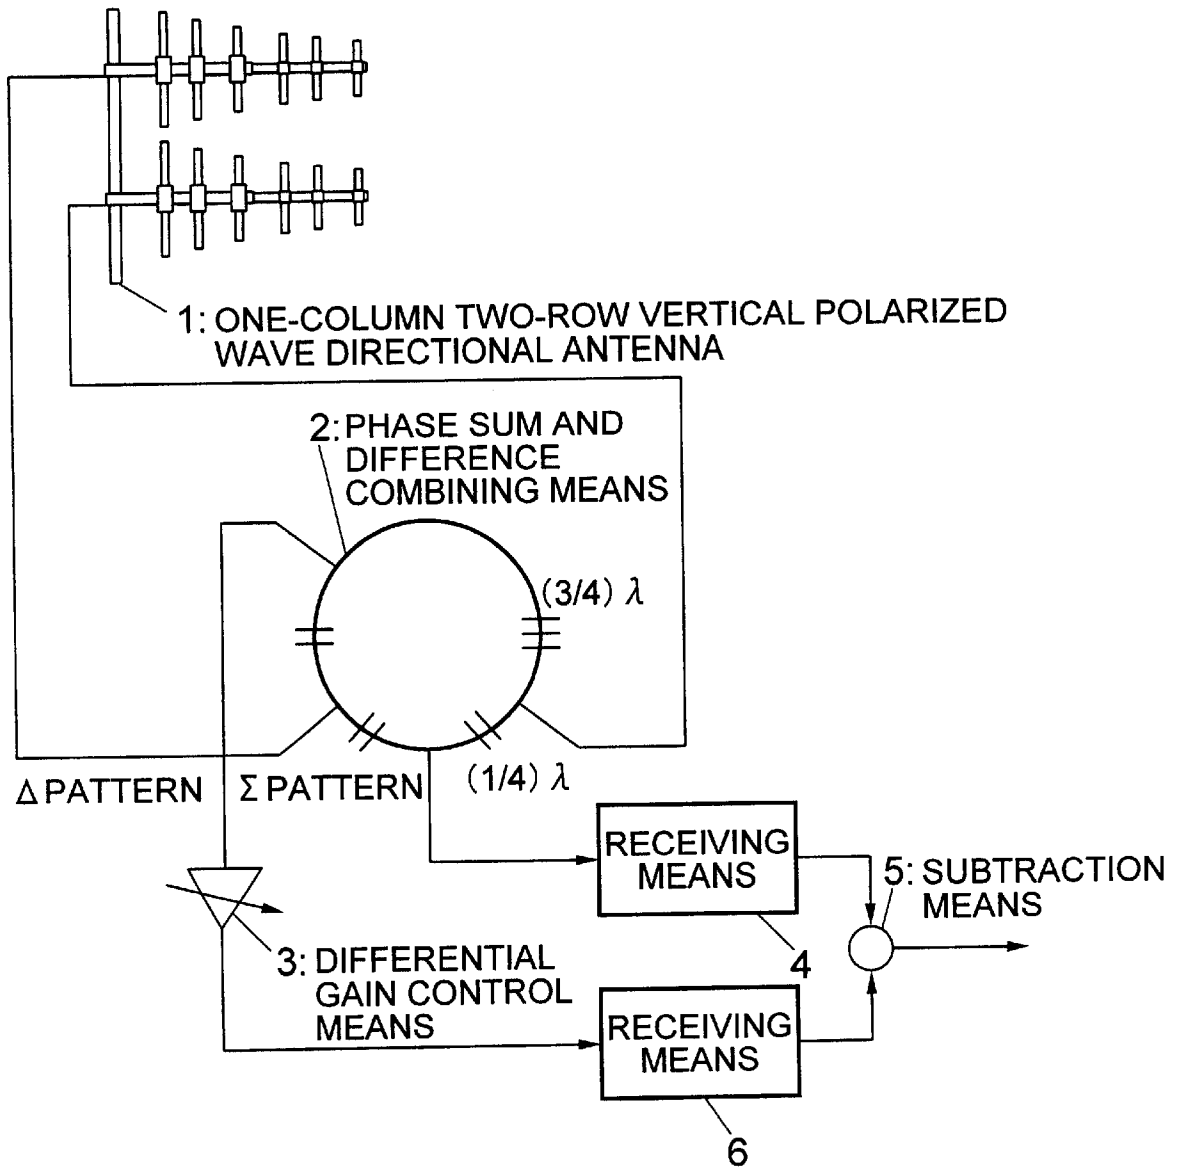 1: ONE-COLUMN TWO-ROW VERTICAL POLARIZED
WAVE DIRECTIONAL ANTENNA
2: PHASE SUM AND
DIFFERENCE
COMBINING MEANS
(3/4) λ
(1/4) λ
Δ PATTERN
Σ PATTERN
RECEIVING
MEANS
4
5: SUBTRACTION
MEANS
3: DIFFERENTIAL
GAIN CONTROL
MEANS
RECEIVING
MEANS
6